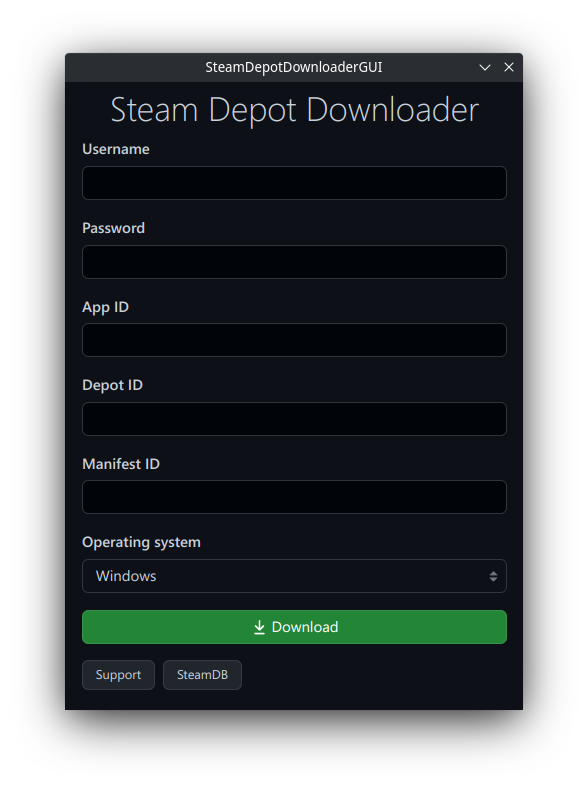 SteamDepotDownloaderGUI
Steam Depot Downloader
Username
Password
App ID
Depot ID
Manifest ID
Operating system
Windows
Download
Support SteamDB